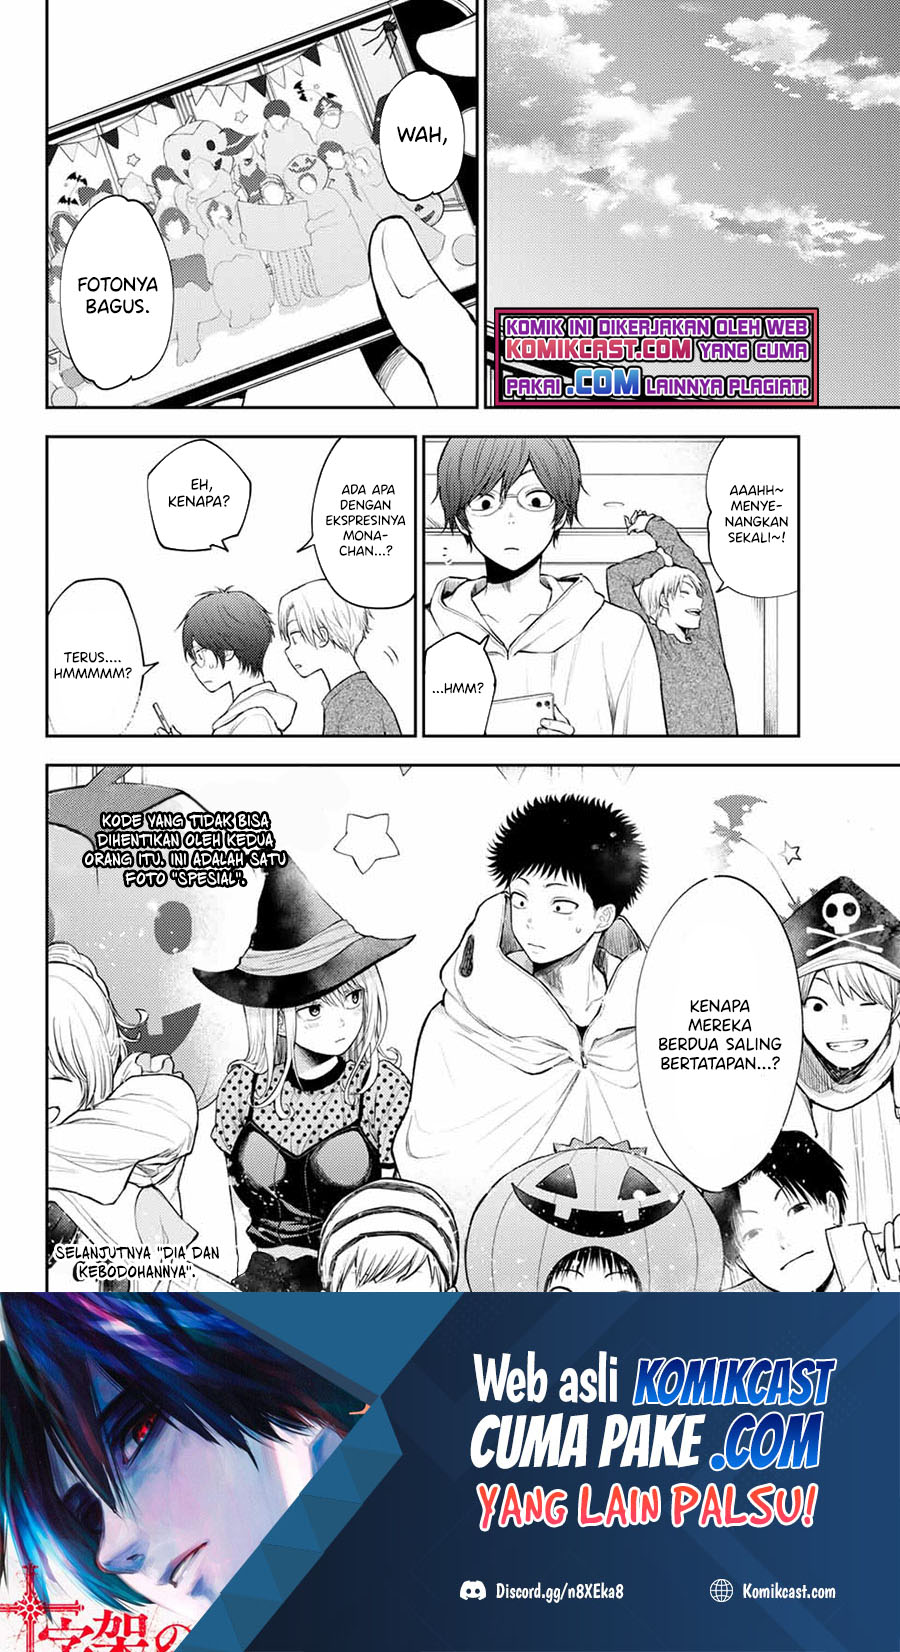 WAH,
FOTONYA
BAGUS.
KOMIK INI DIKERJAKAN OLEH WEB
KOMIKCAST.COM YANG CUMA
PAKAI .COM LAINNYA PLAGIAT!
AAAHH~
MENYE-
NANGKAN
SEKALI~!
...HMM?
ADA APA
DENGAN
EKSPRESINYA
MONA-
CHAN...?
EH,
KENAPA?
TERUS....
HMMMMM?
KODE YANG TIDAK BISA
DIHENTIKAN OLEH KEDUA
ORANG ITU. INI ADALAH SATU
FOTO "SPESIAL".
KENAPA
MEREKA
BERDUA SALING
BERTATAPAN...?
SELANJUTNYA "DIA DAN
KEBODOHANNYA".
Web asli KOMIKCAST
CUMA PAKE .COM
YANG LAIN PALSU!
Discord.gg/n8XEka8
Komikcast.com
字架の